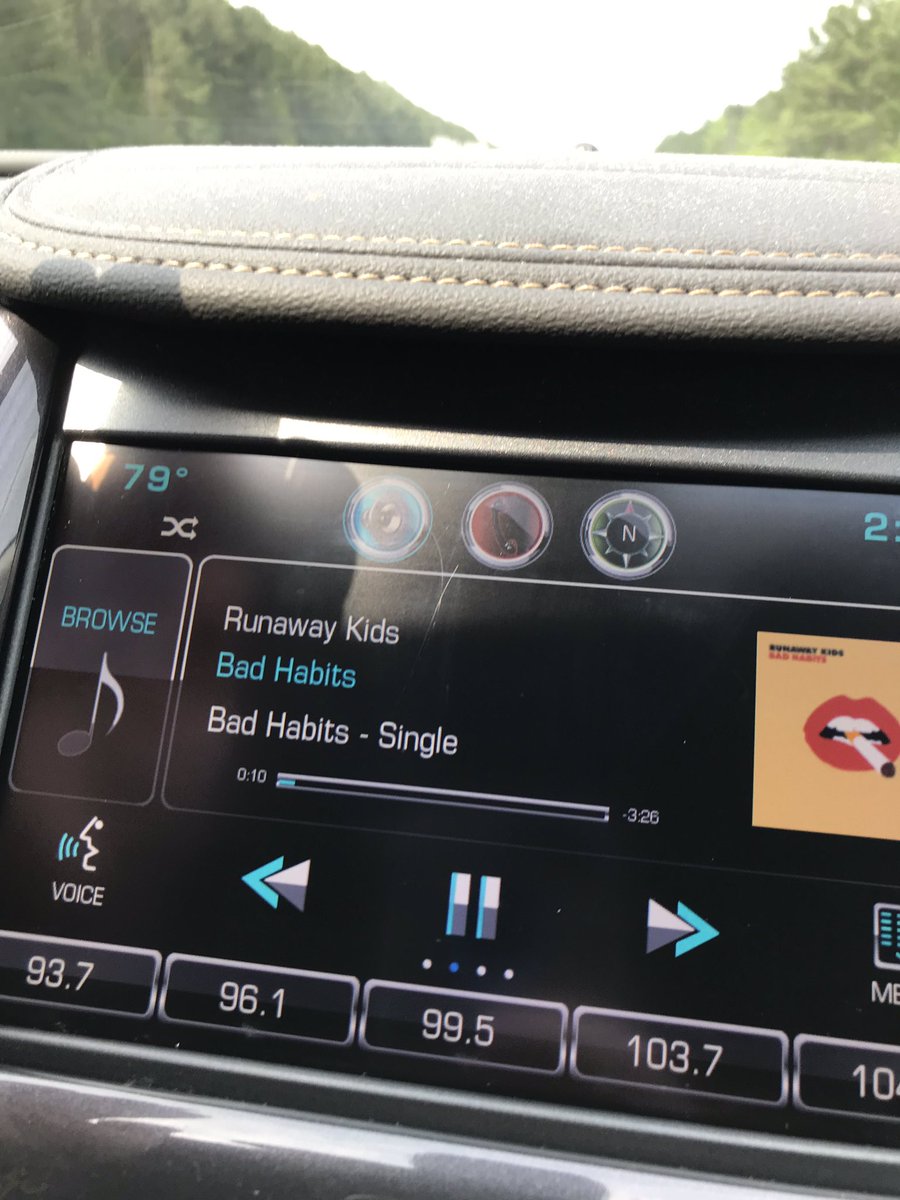 79°
N
2:
BROWSE
Runaway Kids
Bad Habits
Bad Habits - Single
0:10
-3:26
RUNAWAY KIDS
BAD HABITS
VOICE
93.7
96.1
99.5
103.7
104
ME